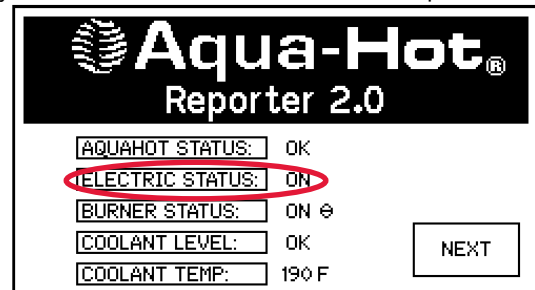 Aqua-Hot®
Reporter 2.0
AQUAHOT STATUS: OK
ELECTRIC STATUS: ON
BURNER STATUS: ON ⊖
COOLANT LEVEL: OK
NEXT
COOLANT TEMP: 190 F